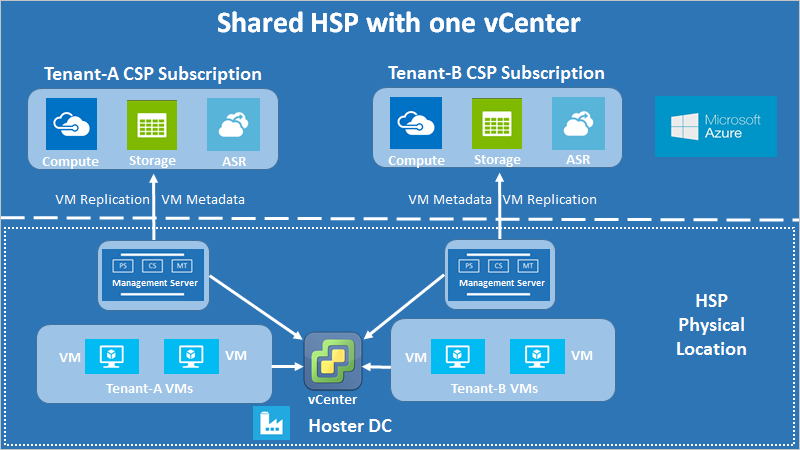 Shared HSP with one vCenter
Tenant-A CSP Subscription
Compute
Storage
ASR
Tenant-B CSP Subscription
Compute
Storage
ASR
Microsoft
Azure
VM Replication
VM Metadata
VM Metadata
VM Replication
PS
CS
MT
Management Server
PS
CS
MT
Management Server
HSP
Physical
Location
VM
VM
Tenant-A VMs
vCenter
VM
VM
Tenant-B VMs
Hoster DC